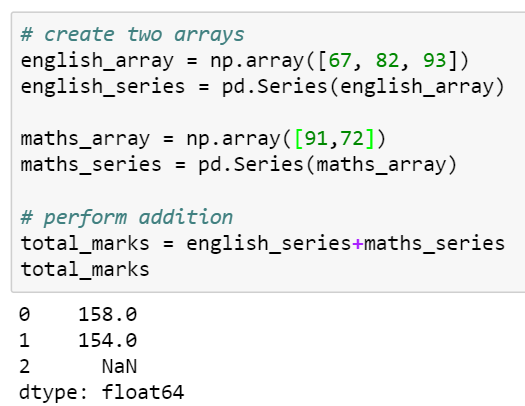 # create two arrays
english_array = np.array([67, 82, 93])
english_series = pd.Series(english_array)
maths_array = np.array([91,72])
maths_series = pd.Series(maths_array)
# perform addition
total_marks = english_series+maths_series
total_marks
0    158.0
1    154.0
2      NaN
dtype: float64